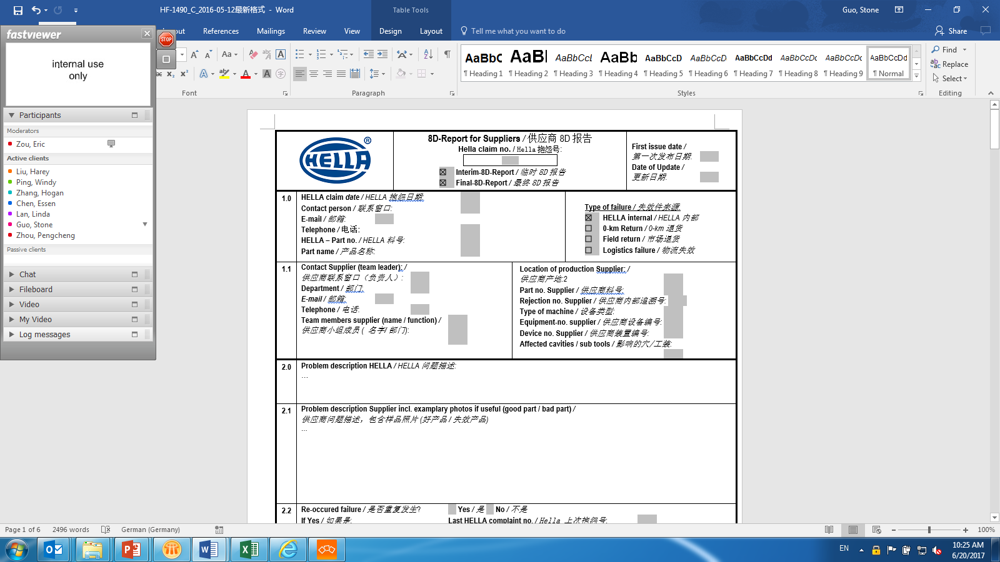 HF-1490_C_2016-05-12最新格式 - Word
Table Tools
Guo, Stone
References
Mailings
Review
View
Design
Layout
Tell me what you want to do
Share
fastviewer
STOP
internal use
only
Participants
Moderators
Zou, Eric
Active clients
Liu, Harey
Ping, Windy
Zhang, Hogan
Chen, Essen
Lan, Linda
Guo, Stone
Zhou, Pengcheng
Passive clients
Chat
Fileboard
Video
My Video
Log messages
Font
Paragraph
AaBbC AaBl AaBbCcL AaBb AaBbCcD AaBbCcD AaBbCcDd AaBbCcDc AaBbCcDc AaBbCcDd
¶ Heading 1 ¶ Heading 2 ¶ Heading 3 ¶ Heading 4 ¶ Heading 5 ¶ Heading 6 ¶ Heading 7 ¶ Heading 8 ¶ Heading 9 ¶ Normal
Styles
Find
Replace
Select
Editing
HELLA ®
8D-Report for Suppliers / 供应商 8D 报告
Hella claim no. / Hella 抱怨号:
☒ Interim-8D-Report / 临时 8D 报告
☒ Final-8D-Report / 最终 8D 报告
First issue date /
第一次发布日期:
Date of Update /
更新日期:
1.0
HELLA claim date / HELLA 抱怨日期:
Contact person / 联系窗口:
E-mail / 邮箱:
Telephone / 电话:
HELLA – Part no. / HELLA 料号:
Part name / 产品名称:
Type of failure / 失效件来源:
☒ HELLA internal / HELLA 内部
☐ 0-km Return / 0-km 退货
☐ Field return / 市场退货
☐ Logistics failure / 物流失效
1.1
Contact Supplier (team leader): /
供应商联系窗口（负责人）:
Department / 部门:
E-mail / 邮箱:
Telephone / 电话:
Team members supplier (name / function) /
供应商小组成员 ( 名字/ 部门):
Location of production Supplier: /
供应商产地:2
Part no. Supplier / 供应商料号:
Rejection no. Supplier / 供应商内部追溯号:
Type of machine / 设备类型:
Equipment-no. supplier / 供应商设备编号:
Device no. Supplier / 供应商装置编号:
Affected cavities / sub tools / 影响的穴/工装:
2.0
Problem description HELLA / HELLA 问题描述:
...
2.1
Problem description Supplier incl. examplary photos if useful (good part / bad part) /
供应商问题描述，包含样品照片 (好产品 / 失效产品)
...
2.2
Re-occured failure / 是否重复发生?
Yes / 是 No / 不是
If Yes / 如果是:
Last HELLA complaint no. / Hella 上次抱怨号:
Page 1 of 6
2496 words
German (Germany)
100%
EN
10:25 AM
6/20/2017